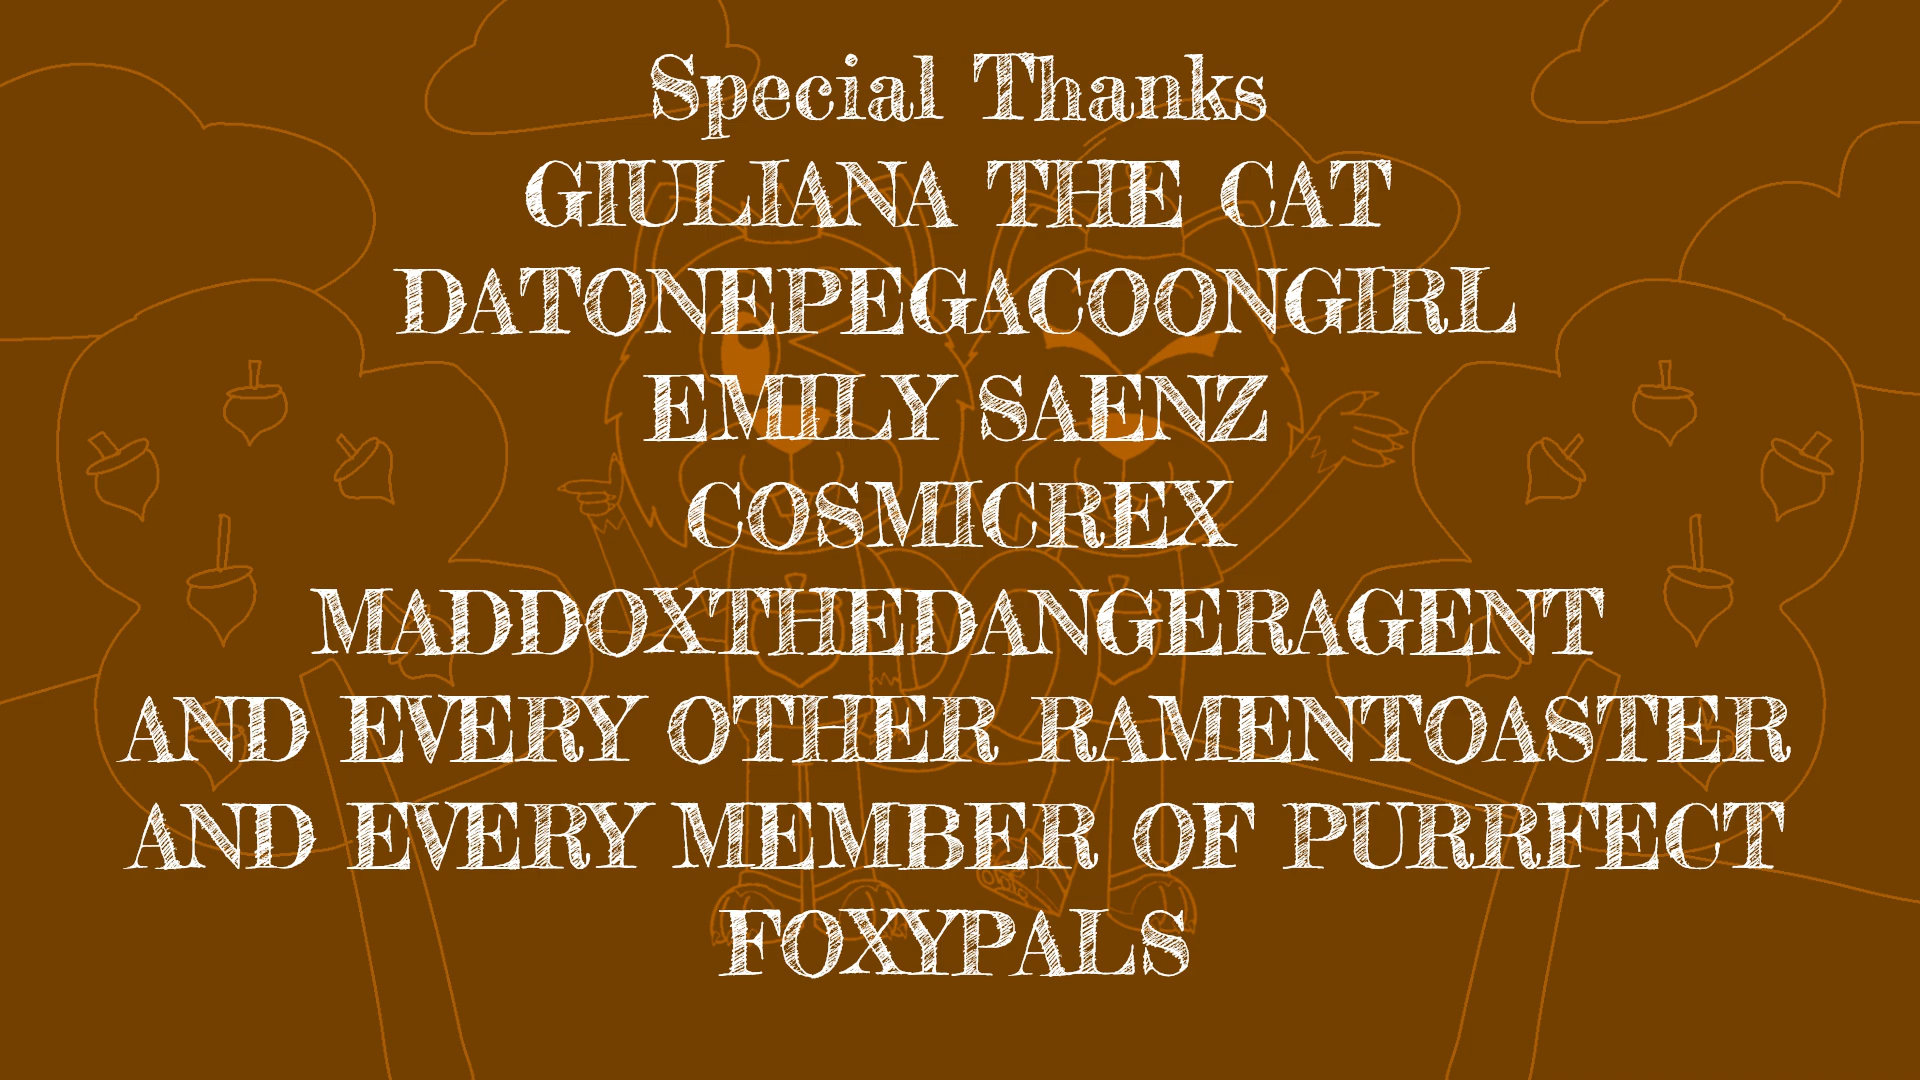 Special Thanks
GIULIANA THE CAT
DATONEPEGACOONGIRL
EMILY SAENZ
COSMICREX
MADDOXTHEDANGERAGENT
AND EVERY OTHER RAMENTOASTER
AND EVERY MEMBER OF PURRFECT
FOXYPALS